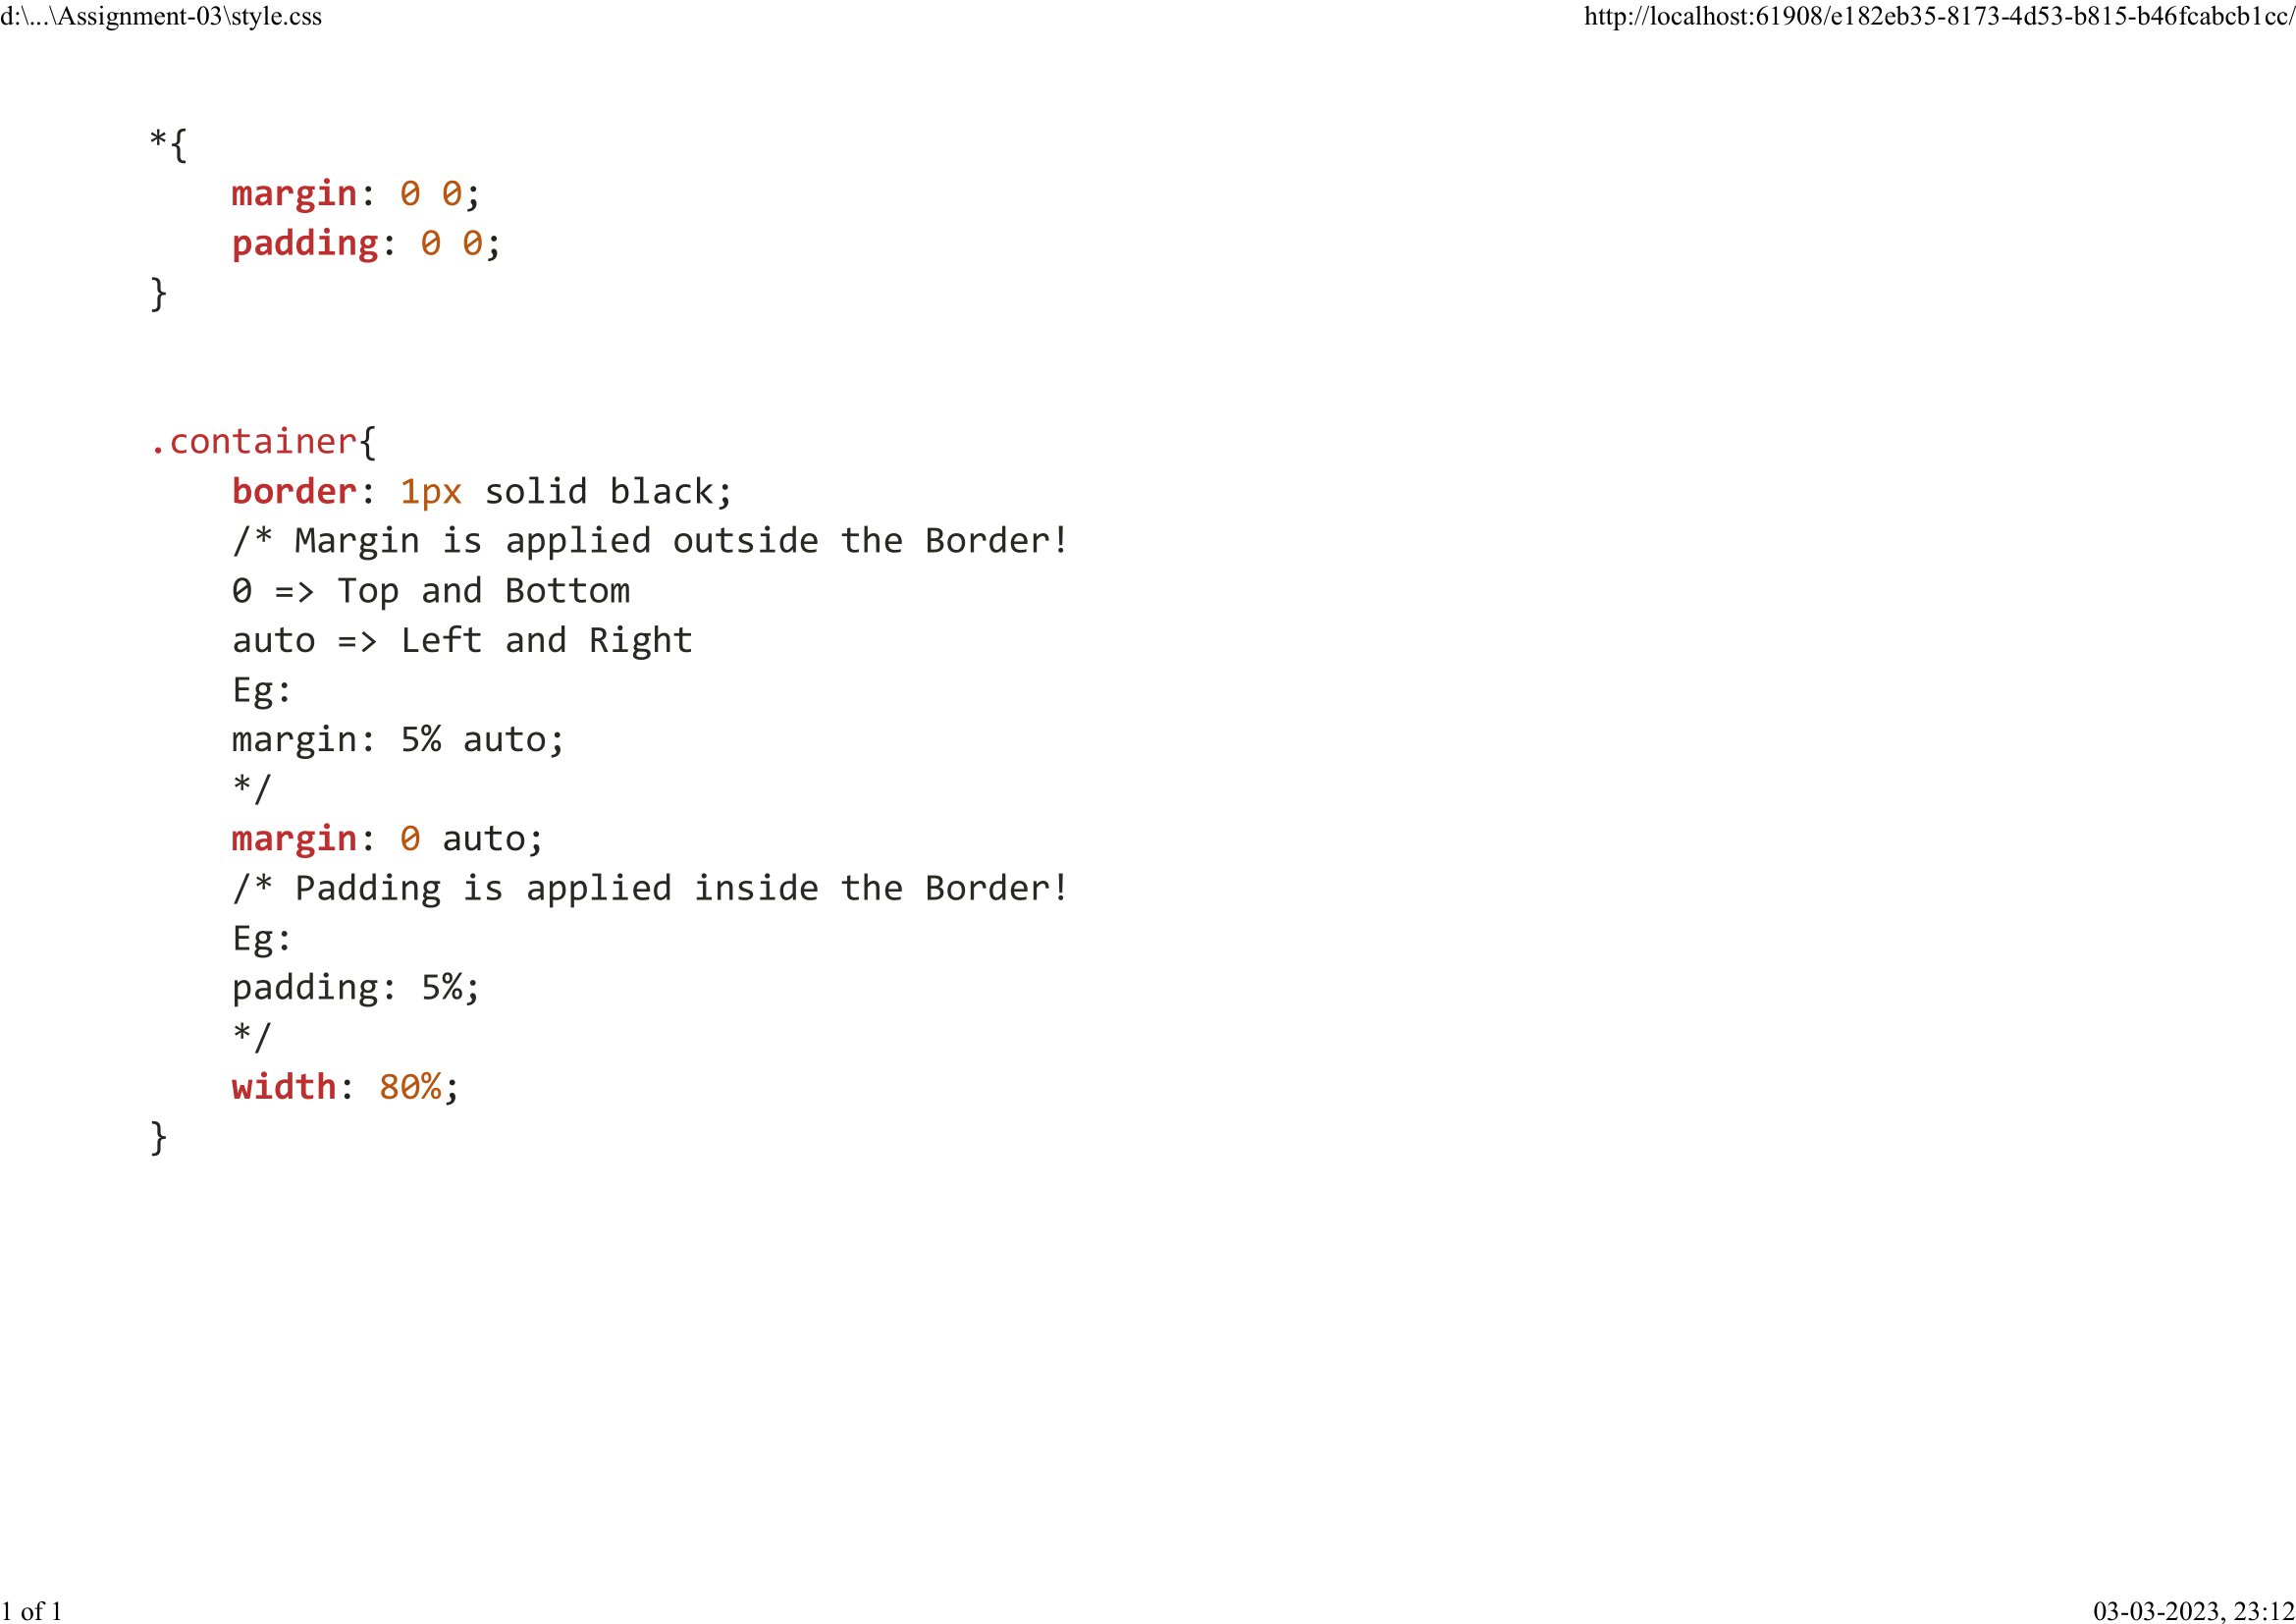 d:\...\Assignment-03\style.css
http://localhost:61908/e182eb35-8173-4d53-b815-b46fcabcb1cc/
*{
    margin: 0 0;
    padding: 0 0;
}
.container{
    border: 1px solid black;
    /* Margin is applied outside the Border!
    0 => Top and Bottom
    auto => Left and Right
    Eg:
    margin: 5% auto;
    */
    margin: 0 auto;
    /* Padding is applied inside the Border!
    Eg:
    padding: 5%;
    */
    width: 80%;
}
1 of 1
03-03-2023, 23:12